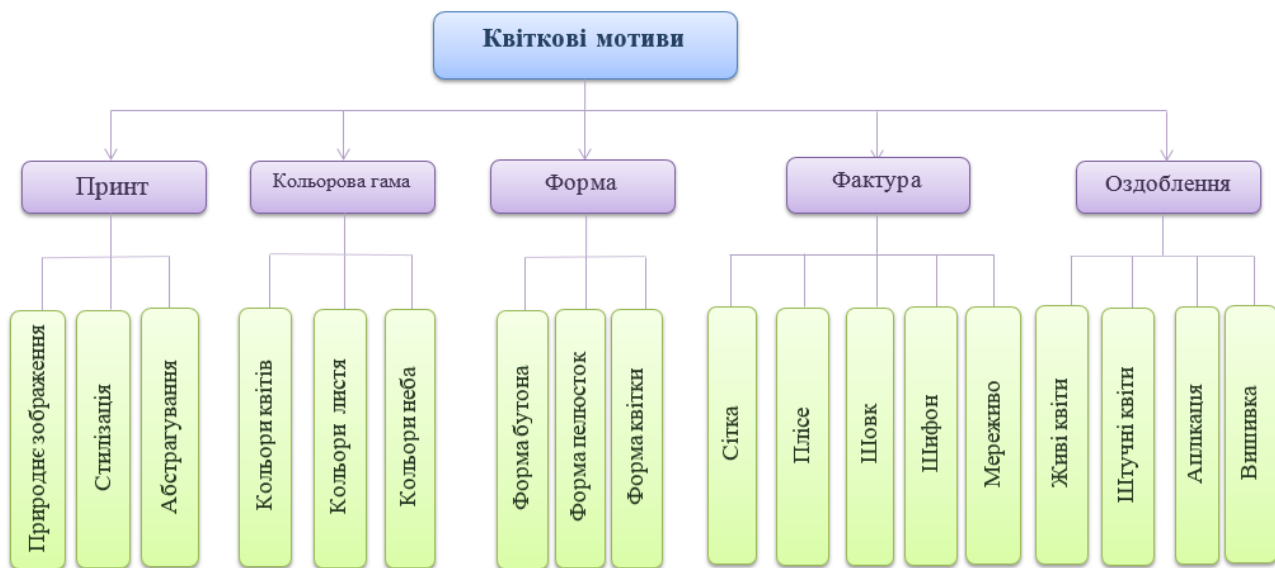 Квіткові мотиви
Принт
Кольорова гама
Форма
Фактура
Оздоблення
Природнє зображення
Стилізація
Абстрагування
Кольори квітів
Кольори листя
Кольори неба
Форма бутона
Форма пелюсток
Форма квітки
Сітка
Плісе
Шовк
Шифон
Мереживо
Живі квіти
Штучні квіти
Аплікація
Вишивка